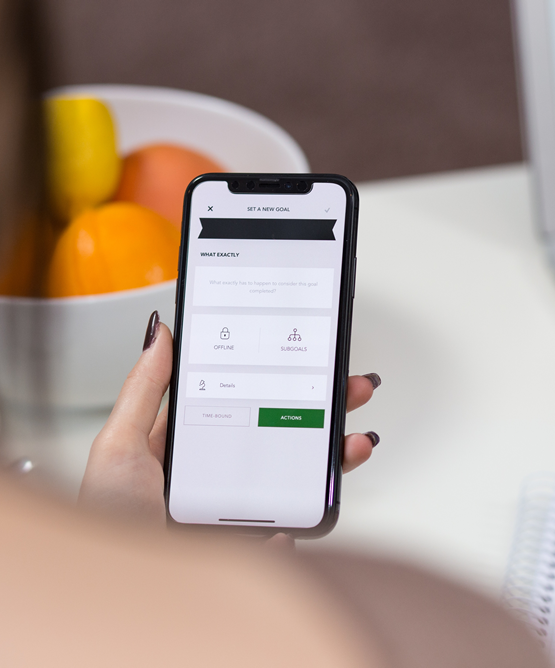 SET A NEW GOAL
WHAT EXACTLY
What exactly has to happen to consider this goal
completed?
OFFLINE
SUBGOALS
Details
TIME-BOUND
ACTIONS